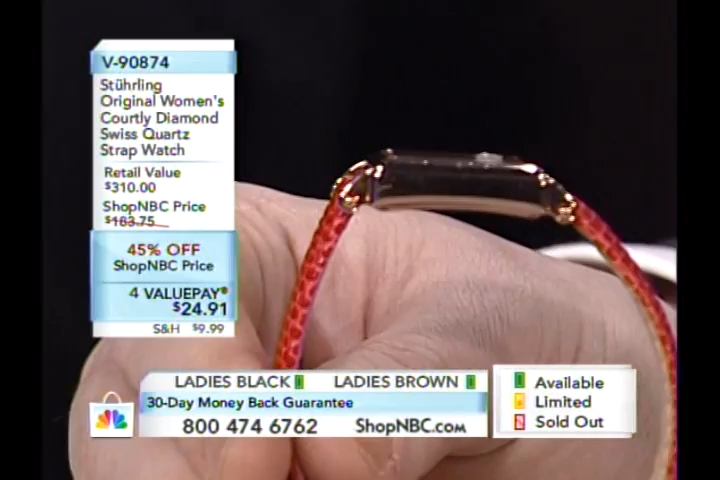 V-90874
Stührling
Original Women's
Courtly Diamond
Swiss Quartz
Strap Watch
Retail Value
$310.00
ShopNBC Price
$183.75
45% OFF
ShopNBC Price
4 VALUEPAY®
$24.91
S&H $9.99
LADIES BLACK LADIES BROWN
30-Day Money Back Guarantee
800 474 6762 ShopNBC.com
Available
Limited
Sold Out